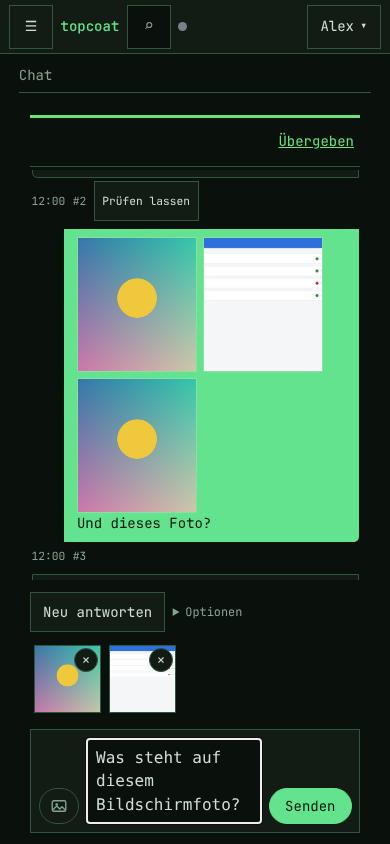 ☰ topcoat ⌕ Alex ▾
Chat
Übergeben
12:00 #2 Prüfen lassen
Und dieses Foto?
12:00 #3
Neu antworten ▶ Optionen
× ×
Was steht auf
diesem
Bildschirmfoto?
Senden